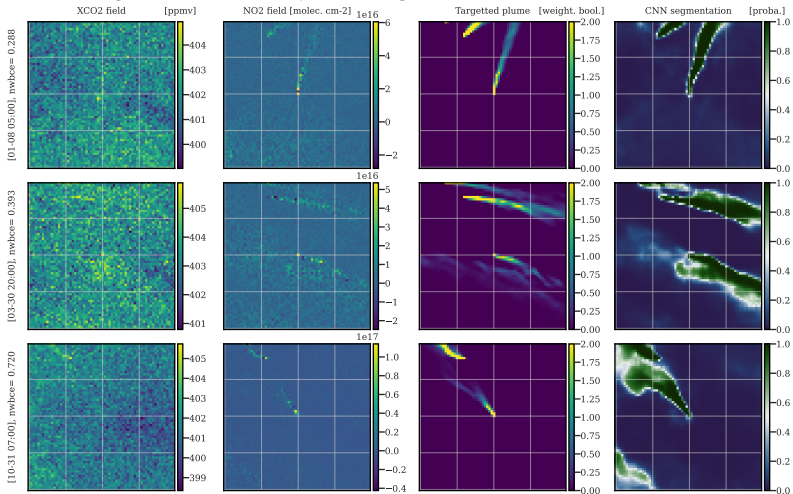 XCO2 field [ppmv] NO2 field [molec. cm-2] Targetted plume [weight. bool.] CNN segmentation [proba.]
[01-08 05:00], nwbce= 0.288
404 403 402 401 400
1e16
6 4 2 0 −2
2.00 1.75 1.50 1.25 1.00 0.75 0.50 0.25 0.00
1.0 0.8 0.6 0.4 0.2 0.0
[03-30 20:00], nwbce= 0.393
405 404 403 402 401
1e16
5 4 3 2 1 0 −1 −2
2.00 1.75 1.50 1.25 1.00 0.75 0.50 0.25 0.00
1.0 0.8 0.6 0.4 0.2 0.0
[10-31 07:00], nwbce= 0.720
405 404 403 402 401 400 399
1e17
1.0 0.8 0.6 0.4 0.2 0.0 −0.2 −0.4
2.00 1.75 1.50 1.25 1.00 0.75 0.50 0.25 0.00
1.0 0.8 0.6 0.4 0.2 0.0